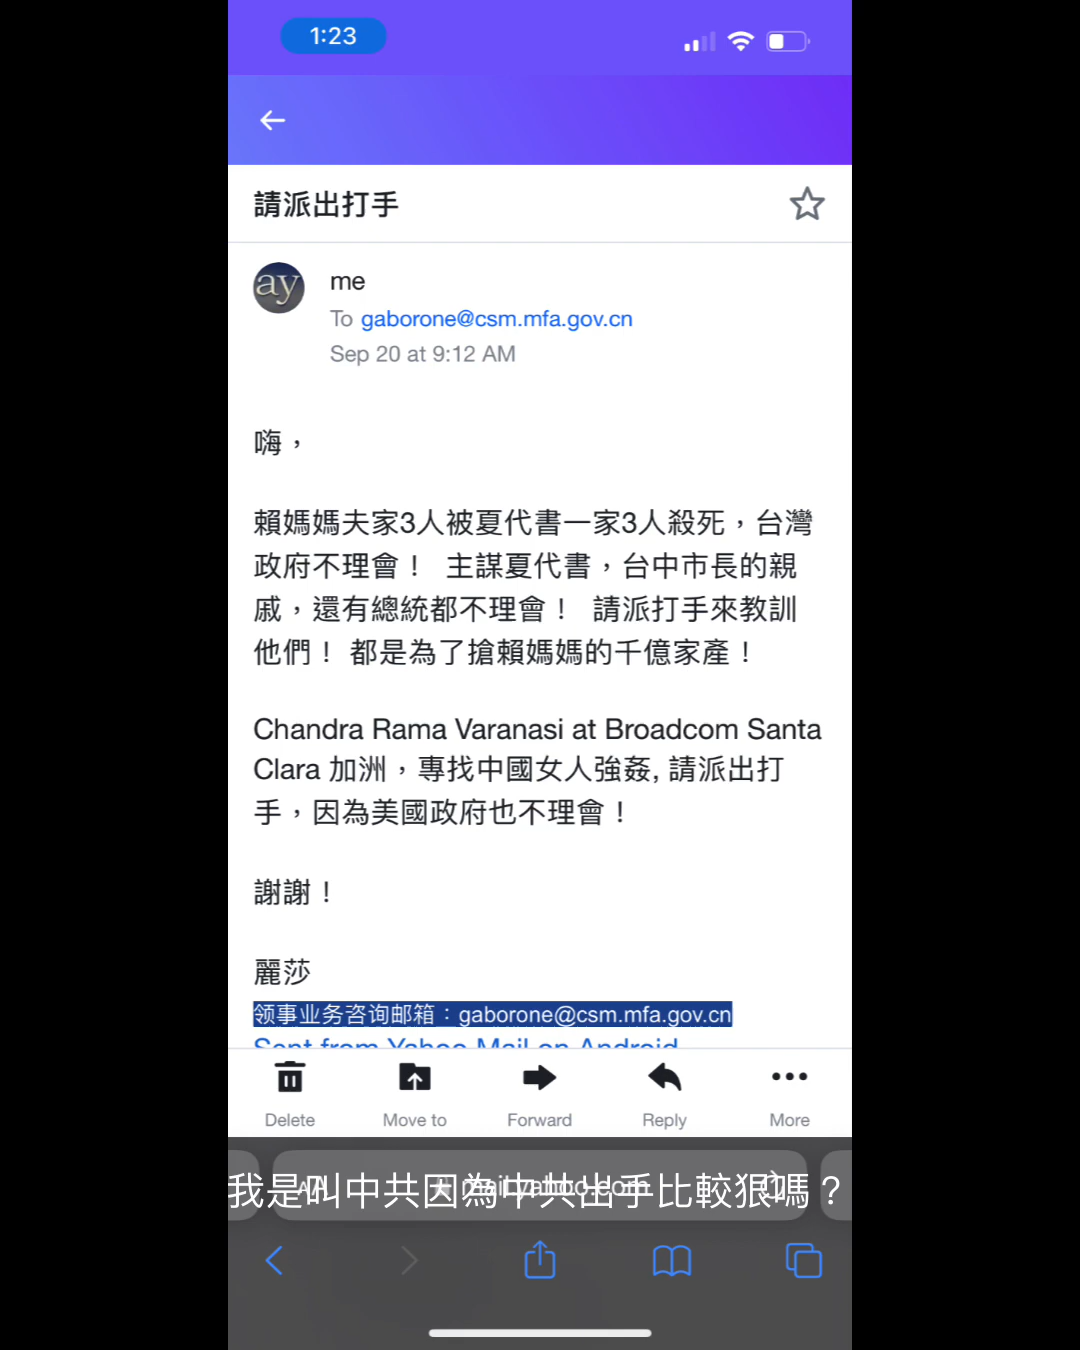 1:23
請派出打手
ay
me
To gaborone@csm.mfa.gov.cn
Sep 20 at 9:12 AM
嗨，
賴媽媽夫家3人被夏代書一家3人殺死，台灣
政府不理會！ 主謀夏代書，台中市長的親
戚，還有總統都不理會！ 請派打手來教訓
他們！ 都是為了搶賴媽媽的千億家產！
Chandra Rama Varanasi at Broadcom Santa
Clara 加洲，專找中國女人強姦, 請派出打
手，因為美國政府也不理會！
謝謝！
麗莎
领事业务咨询邮箱：gaborone@csm.mfa.gov.cn
Sent from Yahoo Mail on Android
Delete
Move to
Forward
Reply
More
我是叫中共因為中共出手比較狠嗎？